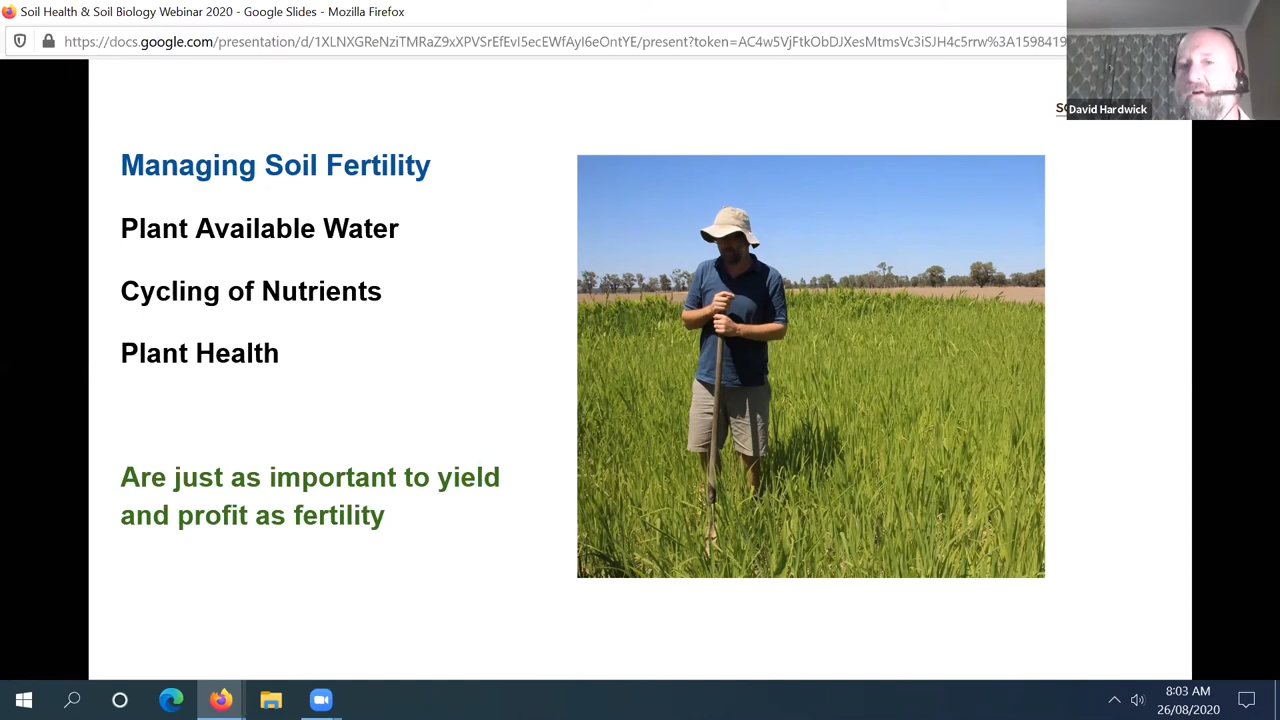 Soil Health & Soil Biology Webinar 2020 - Google Slides - Mozilla Firefox
https://docs.google.com/presentation/d/1XLNXGReNziTMRaZ9xXPVSrEfEvI5ecEWfAyI6eOntYE/present?token=AC4w5VjFtkObDJXesMtmsVc3iSJH4c5rrw%3A1598419
David Hardwick
Managing Soil Fertility
Plant Available Water
Cycling of Nutrients
Plant Health
Are just as important to yield
and profit as fertility
8:03 AM
26/08/2020